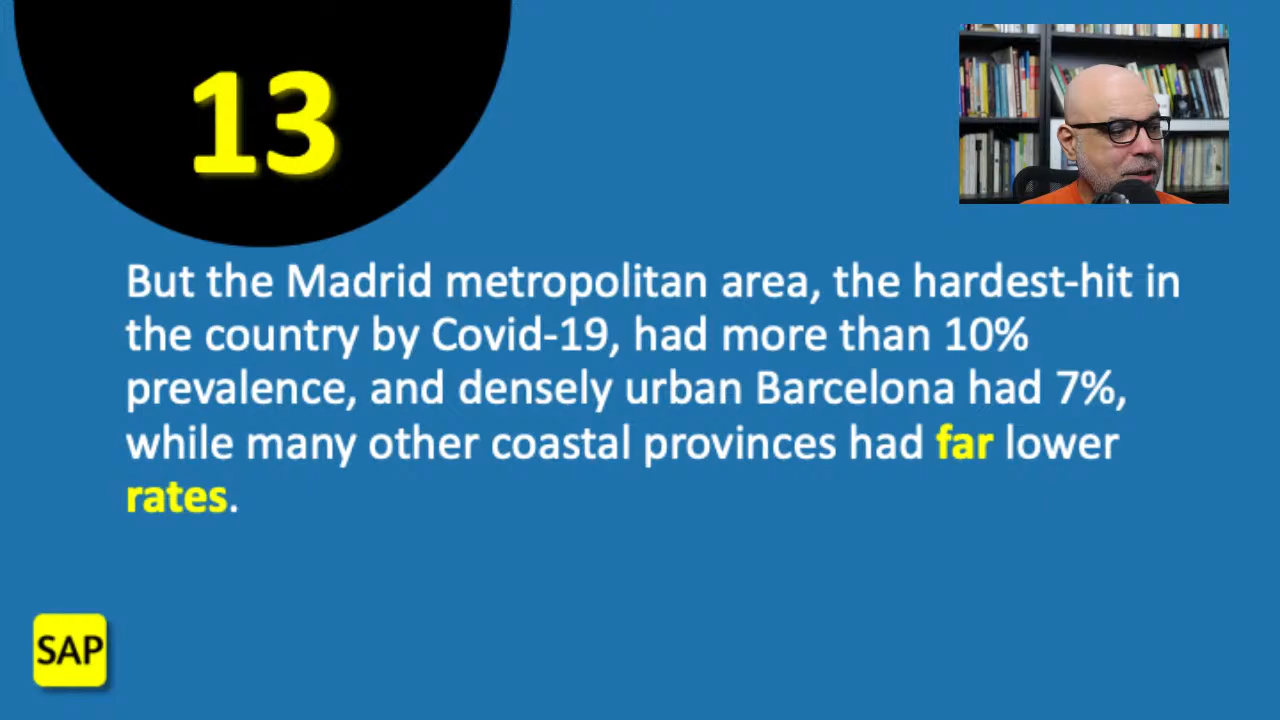 13
But the Madrid metropolitan area, the hardest-hit in
the country by Covid-19, had more than 10%
prevalence, and densely urban Barcelona had 7%,
while many other coastal provinces had far lower
rates.
SAP